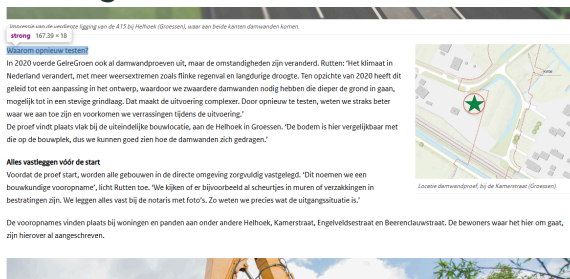 Impressie van de verdiepte ligging van de A15 bij Helhoek (Groessen), waar aan beide kanten damwanden komen.
strong 167.39 × 18
Waarom opnieuw testen?
In 2020 voerde GelreGroen ook al damwandproeven uit, maar de omstandigheden zijn veranderd. Rutten: ‘Het klimaat in
Nederland verandert, met meer weersextremen zoals flinke regenval en langdurige droogte. Ten opzichte van 2020 heeft dit
geleid tot een aanpassing in het ontwerp, waardoor we zwaardere damwanden nodig hebben die dieper de grond in gaan,
mogelijk tot in een stevige grindlaag. Dat maakt de uitvoering complexer. Door opnieuw te testen, weten we straks beter
waar we aan toe zijn en voorkomen we verrassingen tijdens de uitvoering.’
De proef vindt plaats vlak bij de uiteindelijke bouwlocatie, aan de Helhoek in Groessen. ‘De bodem is hier vergelijkbaar met
die op de bouwplek, dus we kunnen goed zien hoe de damwanden zich gedragen.’
Locatie damwandproef, bij de Kamerstraat (Groessen).
Alles vastleggen vóór de start
Voordat de proef start, worden alle gebouwen in de directe omgeving zorgvuldig vastgelegd. ‘Dit noemen we een
bouwkundige vooropname’, licht Rutten toe. ‘We kijken of er bijvoorbeeld al scheurtjes in muren of verzakkingen in
bestratingen zijn. We leggen alles vast bij de notaris met foto’s. Zo weten we precies wat de uitgangssituatie is.’
De vooropnames vinden plaats bij woningen en panden aan onder andere Helhoek, Kamerstraat, Engelveldsestraat en Beerenclauwstraat. De bewoners waar het hier om gaat,
zijn hierover al aangeschreven.